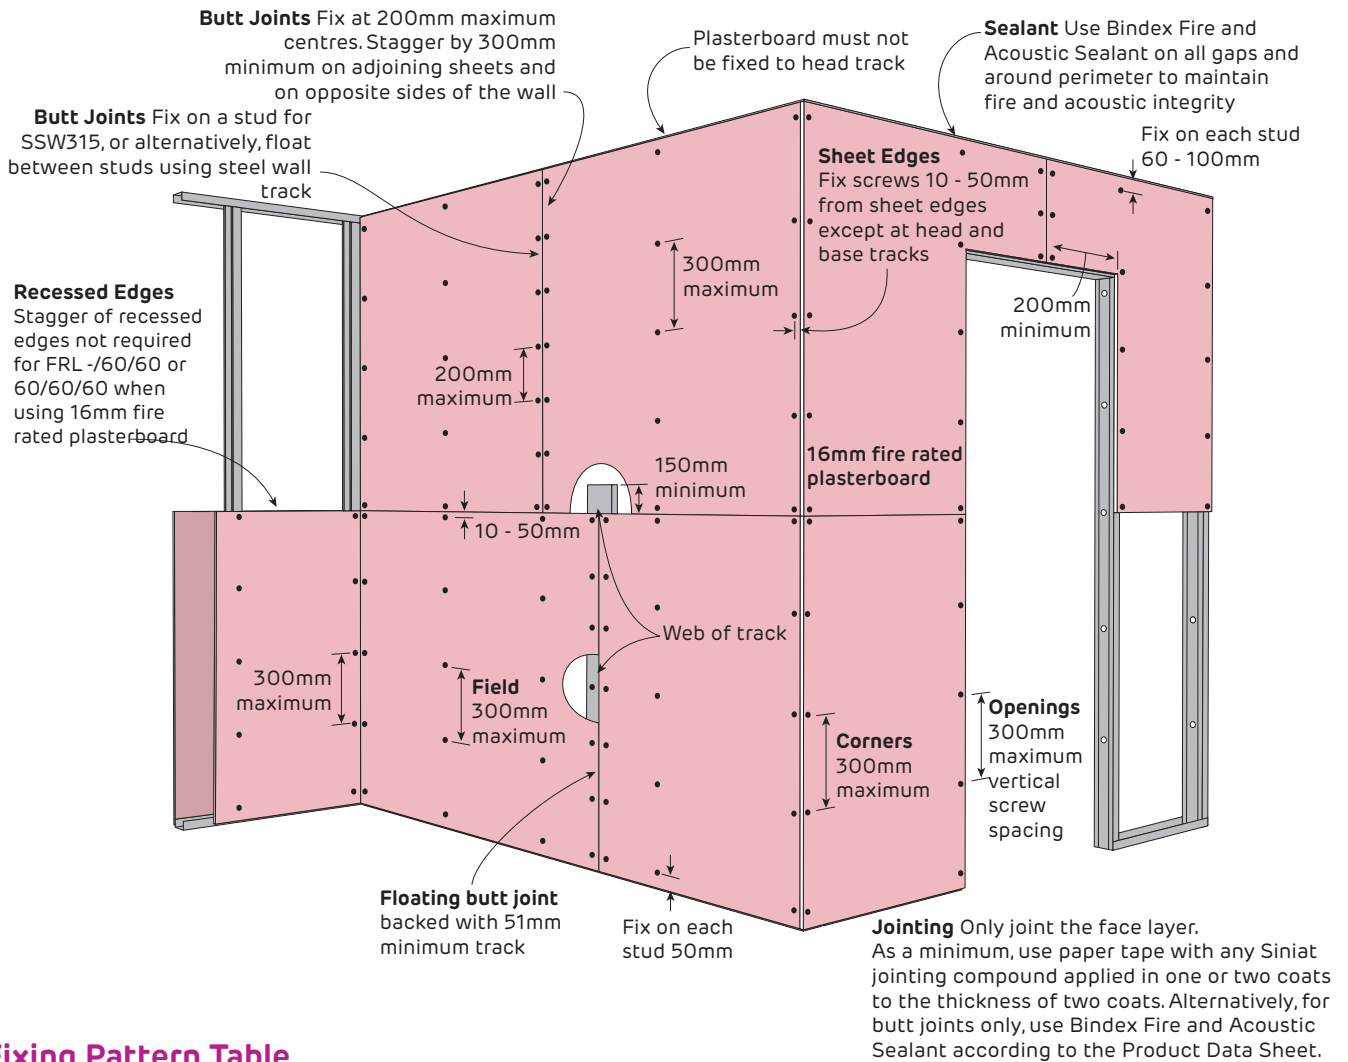 Butt Joints Fix at 200mm maximum
centres. Stagger by 300mm
minimum on adjoining sheets and
on opposite sides of the wall
Plasterboard must not
be fixed to head track
Sealant Use Bindex Fire and
Acoustic Sealant on all gaps and
around perimeter to maintain
fire and acoustic integrity
Butt Joints Fix on a stud for
SSW315, or alternatively, float
between studs using steel wall
track
Fix on each stud
60 - 100mm
Sheet Edges
Fix screws 10 - 50mm
from sheet edges
except at head and
base tracks
300mm
maximum
Recessed Edges
Stagger of recessed
edges not required
for FRL -/60/60 or
60/60/60 when
using 16mm fire
rated plasterboard
200mm
minimum
200mm
maximum
150mm
minimum
16mm fire rated
plasterboard
10 - 50mm
Web of track
300mm
maximum
Field
300mm
maximum
Corners
300mm
maximum
Openings
300mm
maximum
vertical
screw
spacing
Floating butt joint
backed with 51mm
minimum track
Fix on each
stud 50mm
Jointing Only joint the face layer.
As a minimum, use paper tape with any Siniat
jointing compound applied in one or two coats
to the thickness of two coats. Alternatively, for
butt joints only, use Bindex Fire and Acoustic
Sealant according to the Product Data Sheet.
Fixing Pattern Table